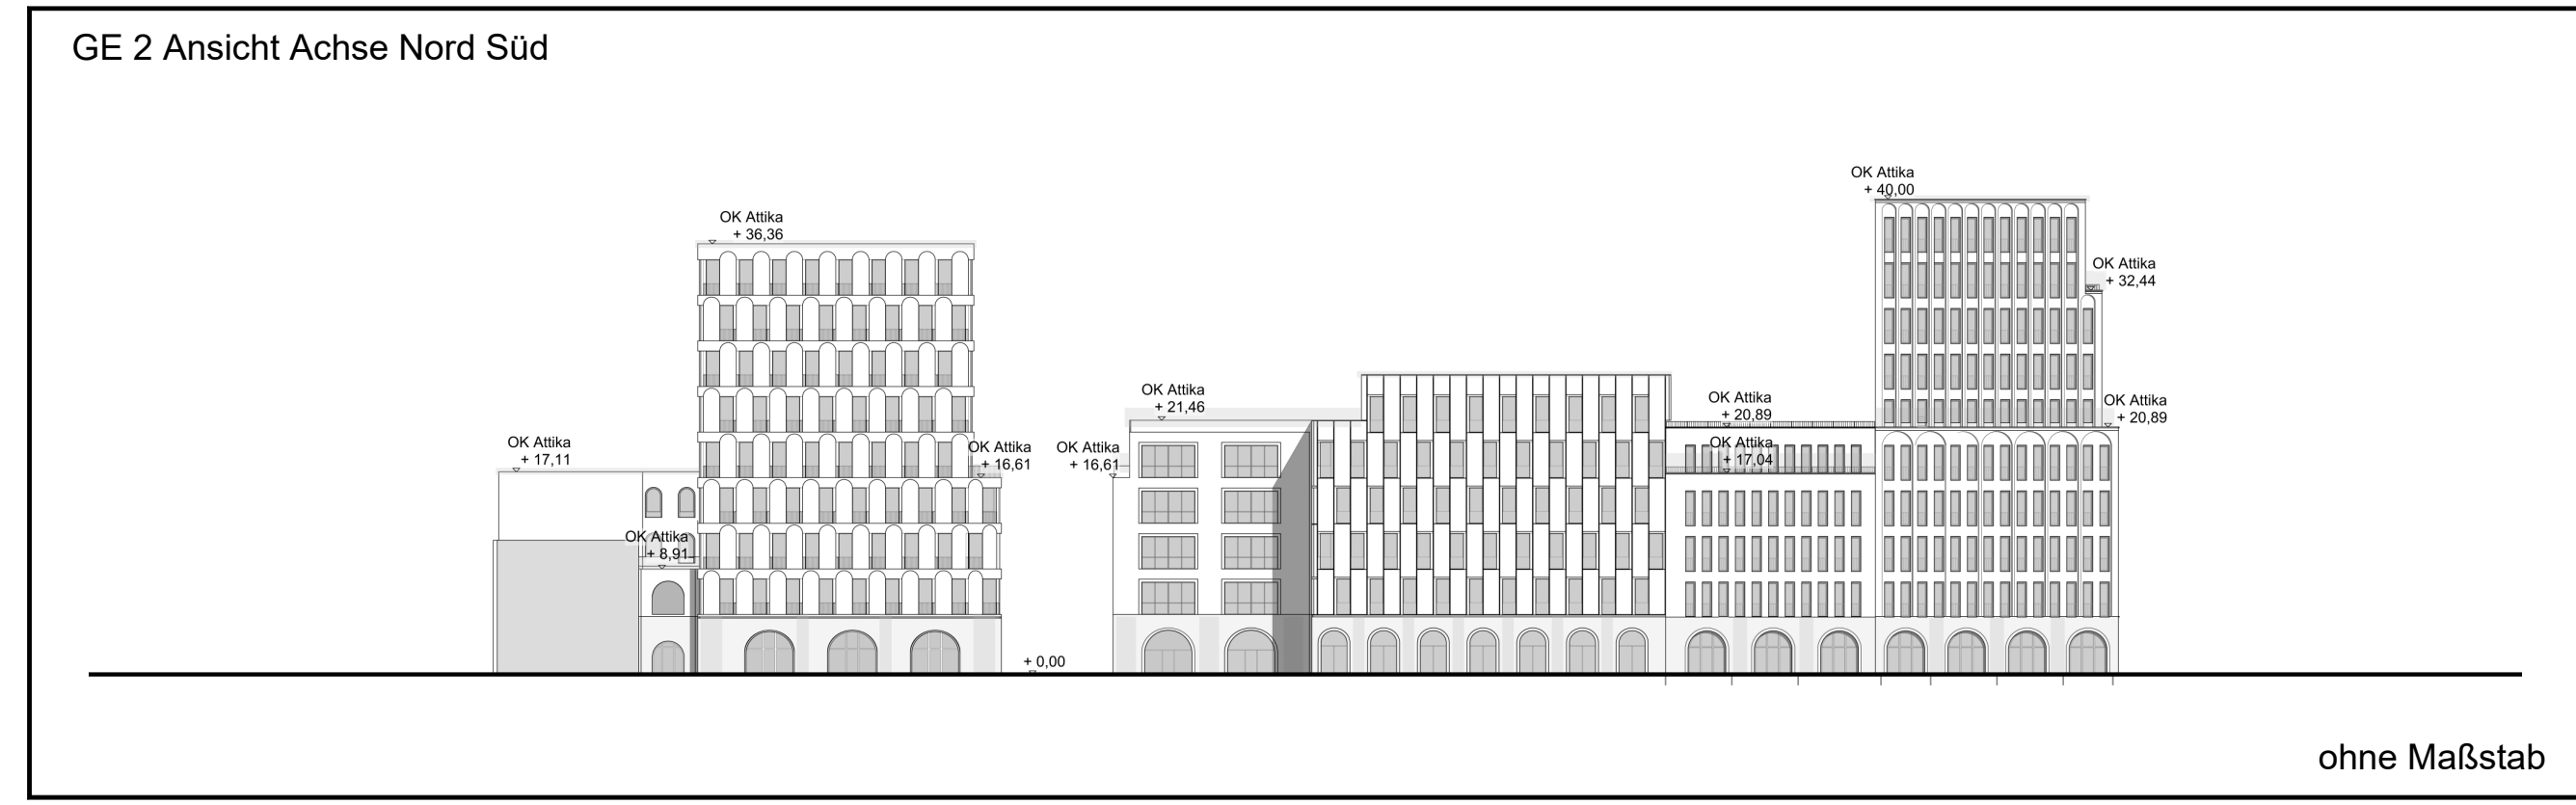 GE 2 Ansicht Achse Nord Süd
OK Attika
+ 40,00
OK Attika
+ 36,36
OK Attika
+ 32,44
OK Attika
+ 21,46
OK Attika
+ 20,89
OK Attika
+ 20,89
OK Attika
+ 17,11
OK Attika
+ 16,61
OK Attika
+ 16,61
OK Attika
+ 17,04
OK Attika
+ 8,91
+ 0,00
ohne Maßstab